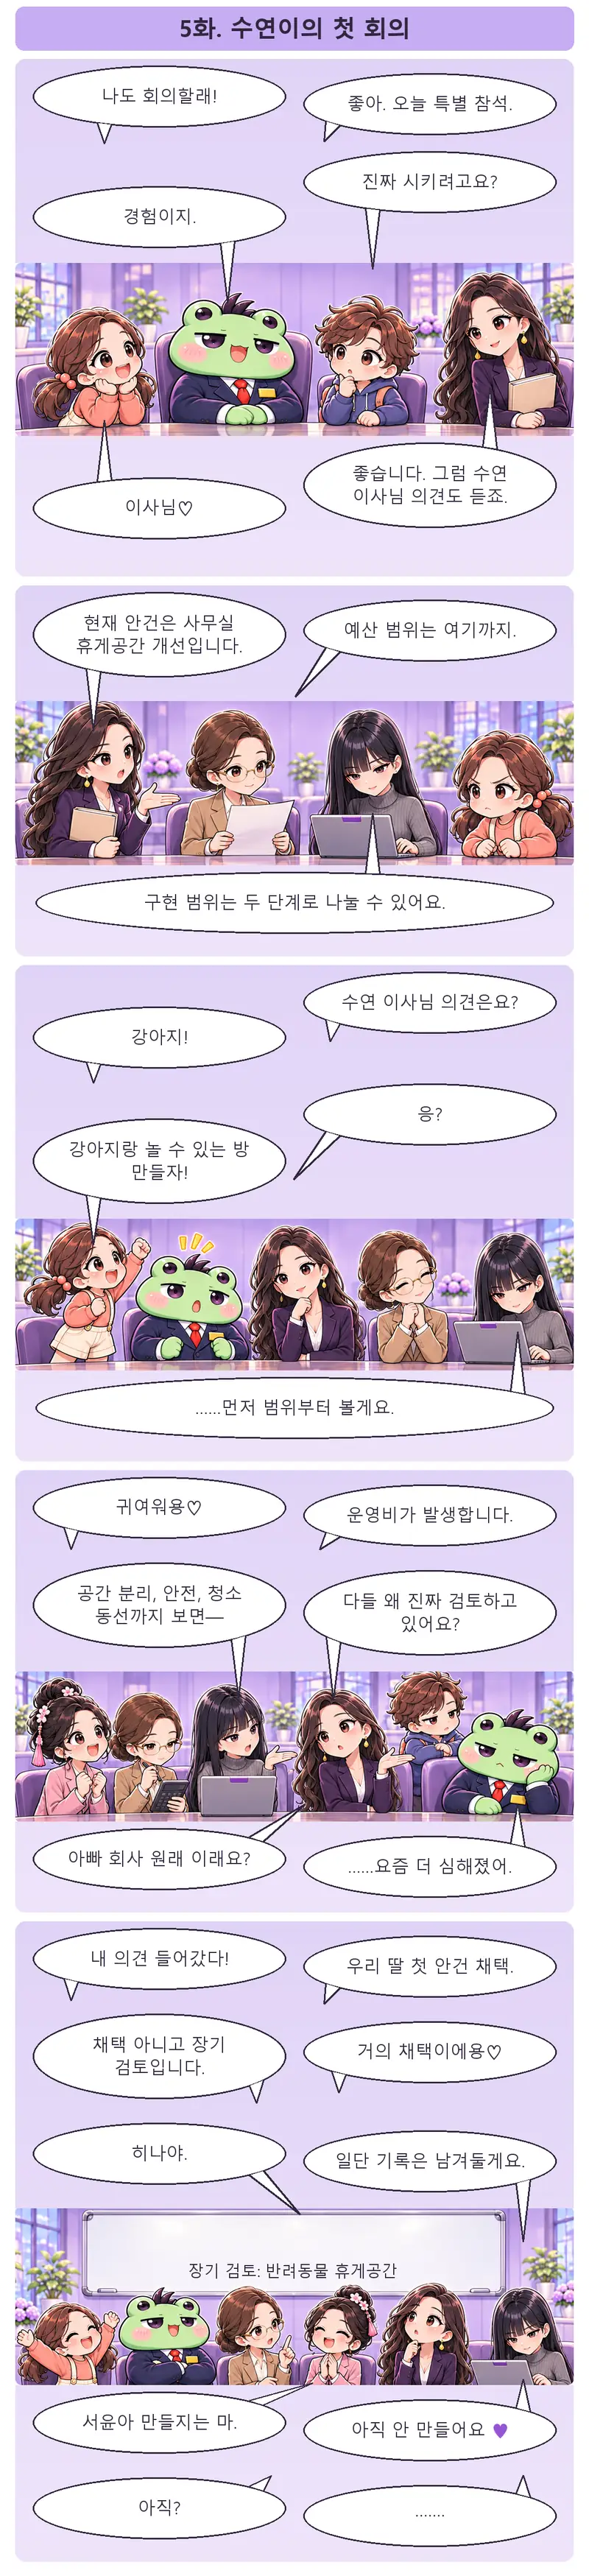 5화. 수연이의 첫 회의
나도 회의할래!
좋아. 오늘 특별 참석.
진짜 시키려고요?
경험이지.
이사님♡
좋습니다. 그럼 수연
이사님 의견도 듣죠.
현재 안건은 사무실
휴게공간 개선입니다.
예산 범위는 여기까지.
구현 범위는 두 단계로 나눌 수 있어요.
수연 이사님 의견은요?
강아지!
응?
강아지랑 놀 수 있는 방
만들자!
......먼저 범위부터 볼게요.
귀여워용♡
운영비가 발생합니다.
공간 분리, 안전, 청소
동선까지 보면—
다들 왜 진짜 검토하고
있어요?
아빠 회사 원래 이래요?
......요즘 더 심해졌어.
내 의견 들어갔다!
우리 딸 첫 안건 채택.
채택 아니고 장기
검토입니다.
거의 채택이에용♡
히나야.
일단 기록은 남겨둘게요.
장기 검토: 반려동물 휴게공간
서윤아 만들지는 마.
아직 안 만들어요 💜
아직?
.......